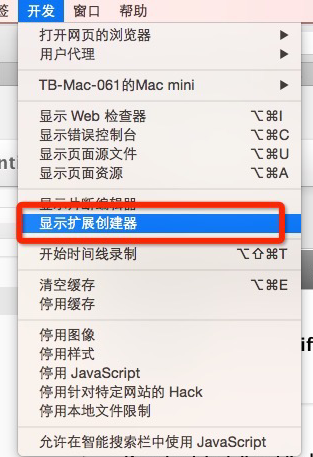 签 开发 窗口 帮助
打开网页的浏览器 ▶
用户代理 ▶
TB-Mac-061的Mac mini ▶
显示 Web 检查器 ⌥⌘I
显示错误控制台 ⌥⌘C
显示页面源文件 ⌥⌘U
显示页面资源 ⌥⌘A
显示片断编辑器
显示扩展创建器
开始时间线录制 ⌥⇧⌘T
清空缓存 ⌥⌘E
停用缓存
停用图像
停用样式
停用 JavaScript
停用针对特定网站的 Hack
停用本地文件限制
允许在智能搜索栏中使用 JavaScript